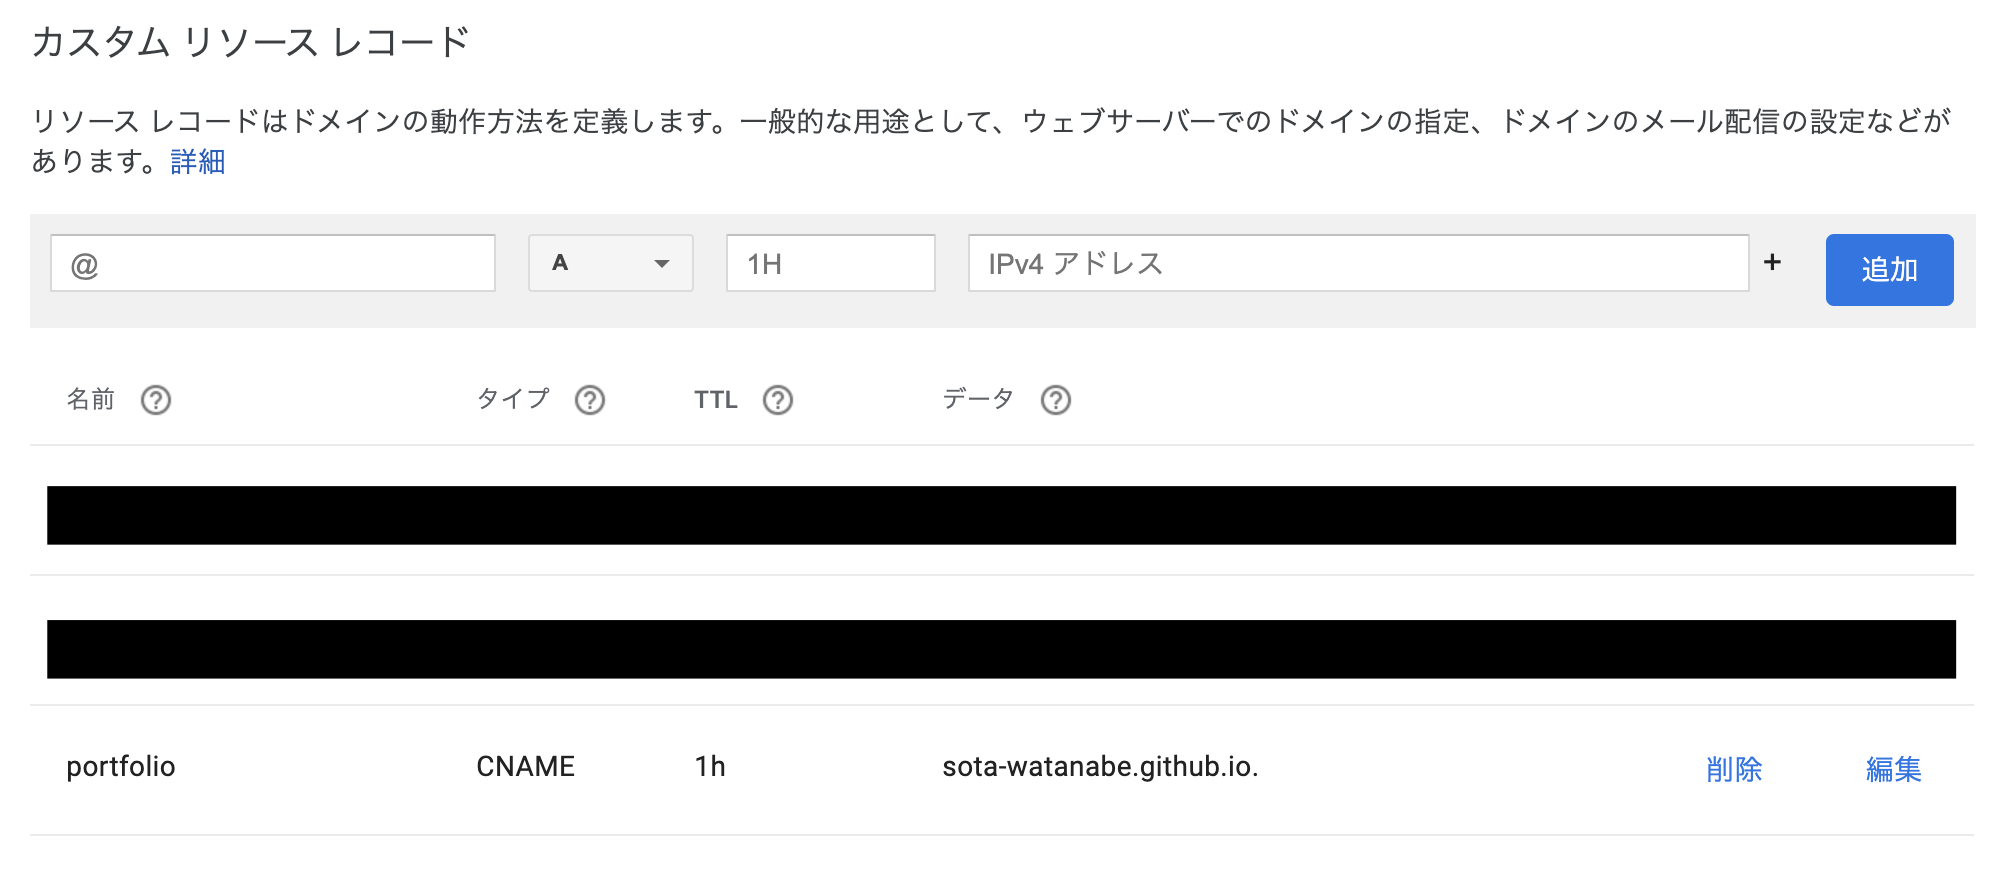 カスタム リソース レコード
リソース レコードはドメインの動作方法を定義します。一般的な用途として、ウェブサーバーでのドメインの指定、ドメインのメール配信の設定などが
あります。詳細
@ A 1H IPv4 アドレス + 追加
名前 ? タイプ ? TTL ? データ ?
portfolio CNAME 1h sota-watanabe.github.io. 削除 編集